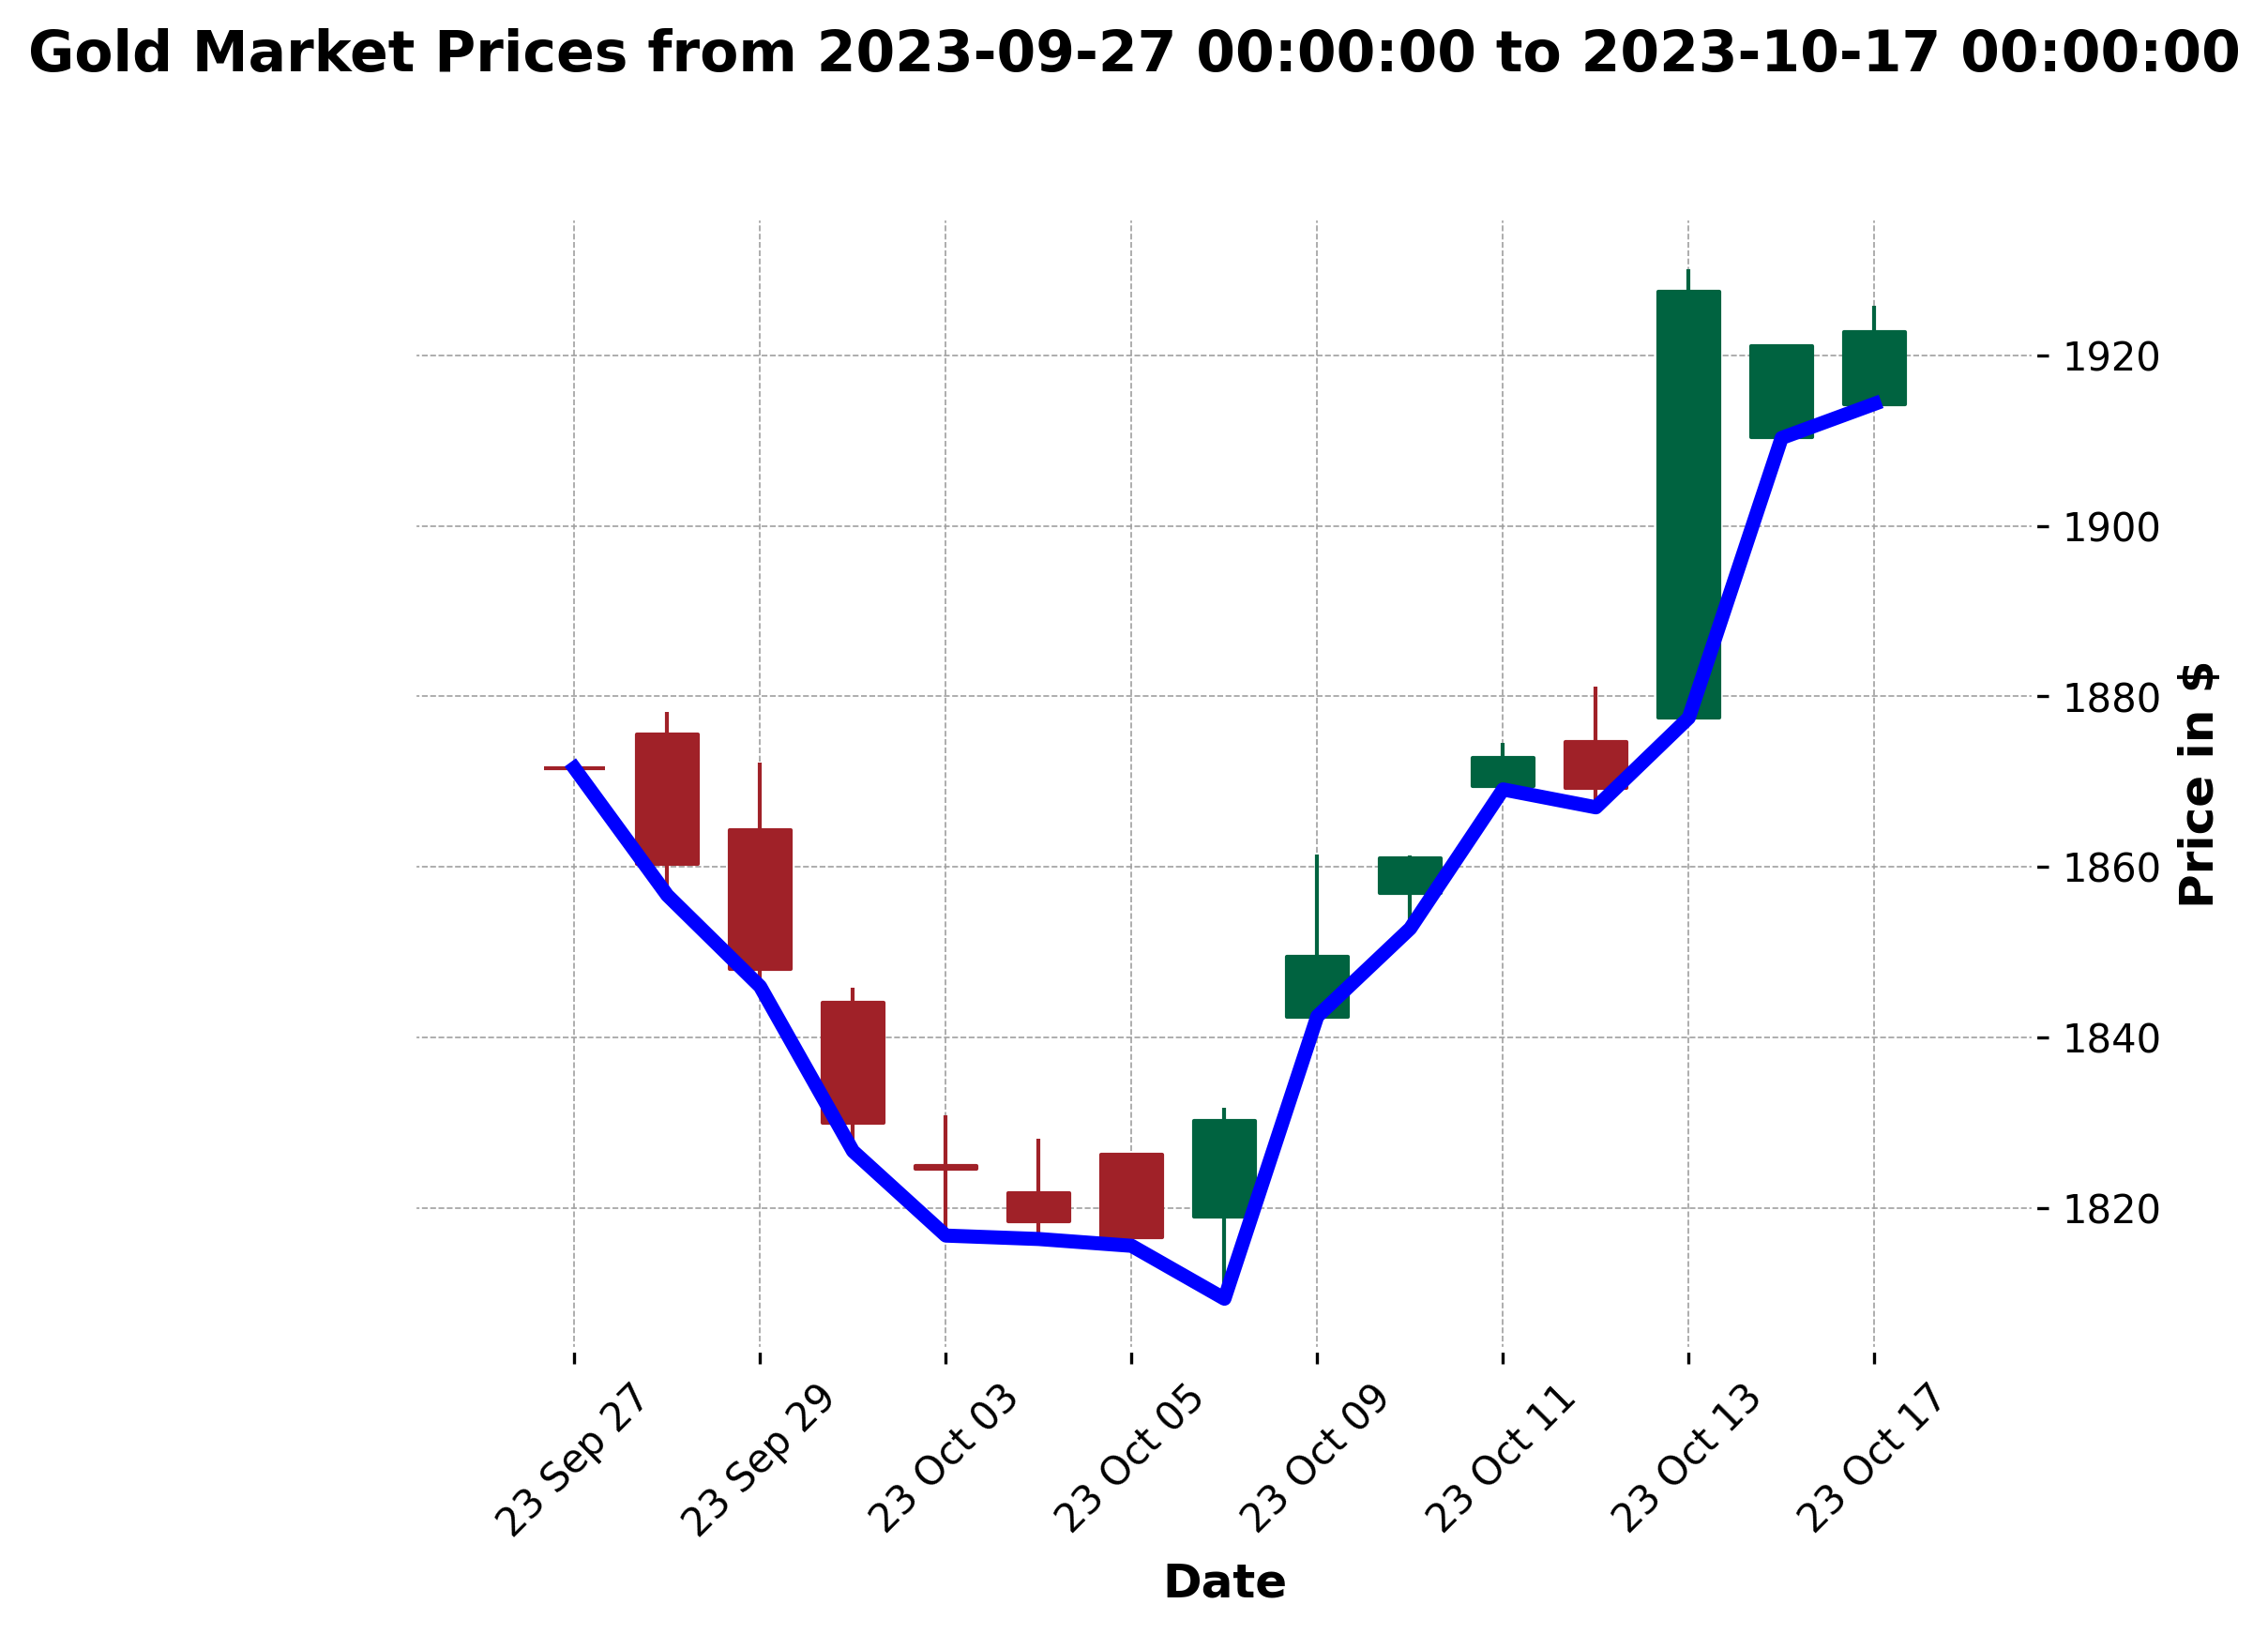 Gold Market Prices from 2023-09-27 00:00:00 to 2023-10-17 00:00:00
1920
1900
1880
1860
1840
1820
Price in $
23 Sep 27
23 Sep 29
23 Oct 03
23 Oct 05
23 Oct 09
23 Oct 11
23 Oct 13
23 Oct 17
Date